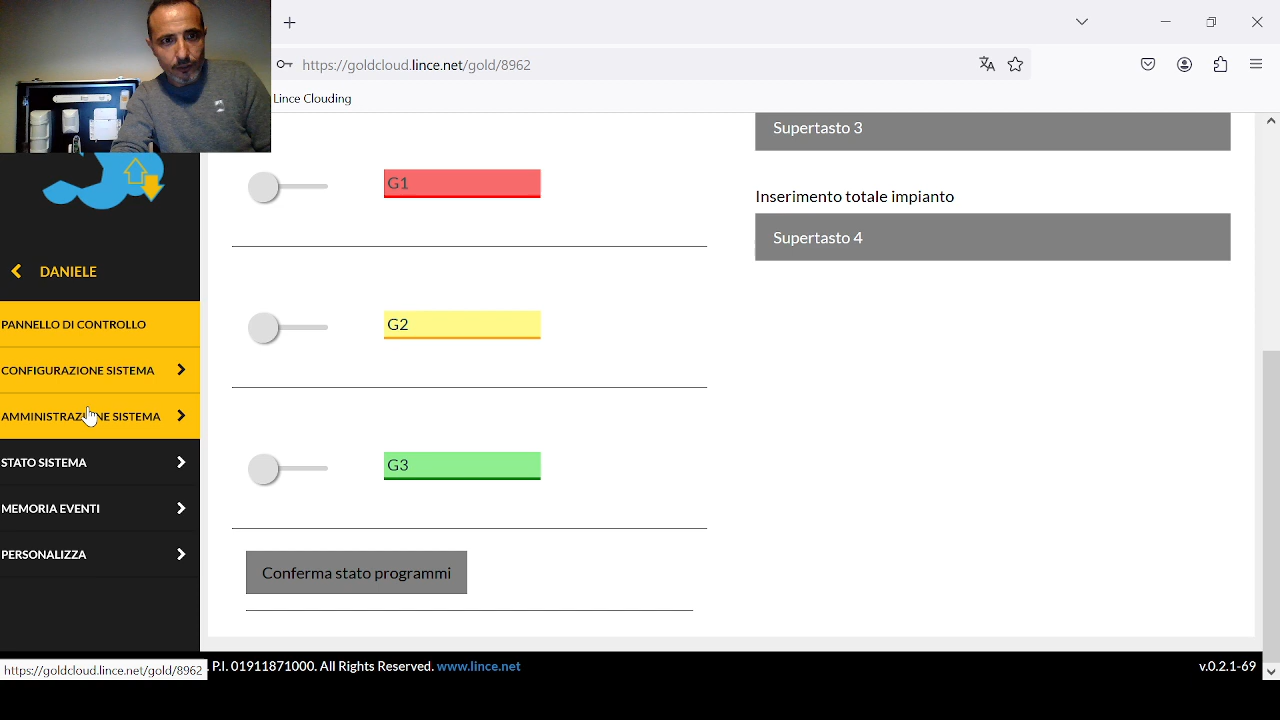 https://goldcloud.lince.net/gold/8962
Lince Clouding
DANIELE
PANNELLO DI CONTROLLO
CONFIGURAZIONE SISTEMA
AMMINISTRAZIONE SISTEMA
STATO SISTEMA
MEMORIA EVENTI
PERSONALIZZA
G1
G2
G3
Conferma stato programmi
Supertasto 3
Inserimento totale impianto
Supertasto 4
https://goldcloud.lince.net/gold/8962
P.I. 01911871000. All Rights Reserved. www.lince.net
v.0.2.1-69